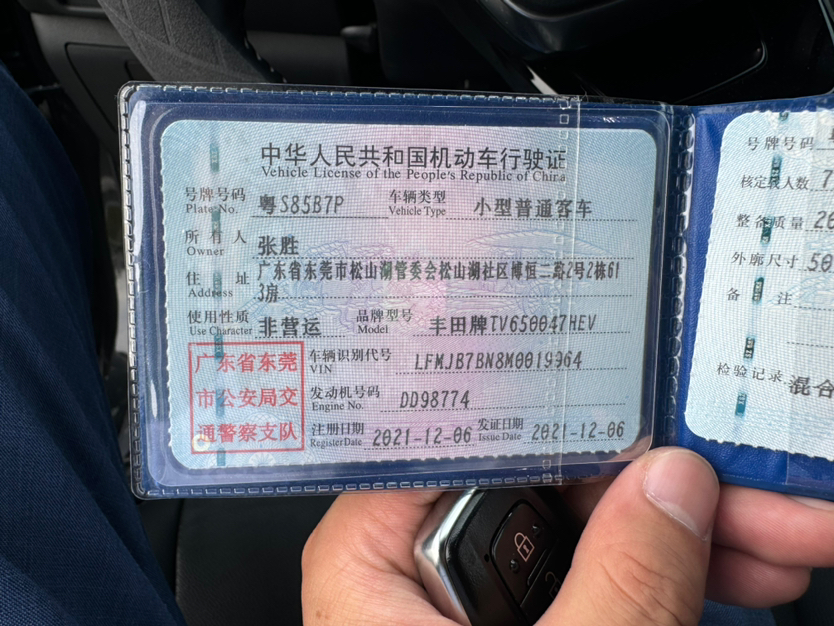 中华人民共和国机动车行驶证
Vehicle License of the People's Republic of China
号牌号码 粤S85B7P 车辆类型 小型普通客车
Plate No. Vehicle Type
所有人 张胜
Owner
住址 广东省东莞市松山湖管委会松山湖社区博恒二路2号2栋61
Address 3房
使用性质 非营运 品牌型号 丰田牌TV650047HEV
Use Character Model
广东省东莞
市公安局交
通警察支队
车辆识别代号 LFMJB7BN8M0019964
VIN
发动机号码 DD98774
Engine No.
注册日期 2021-12-06 发证日期 2021-12-06
Register Date Issue Date
号牌号码
核定载人数 7
整备质量
外廓尺寸 50
备注
检验记录 混合